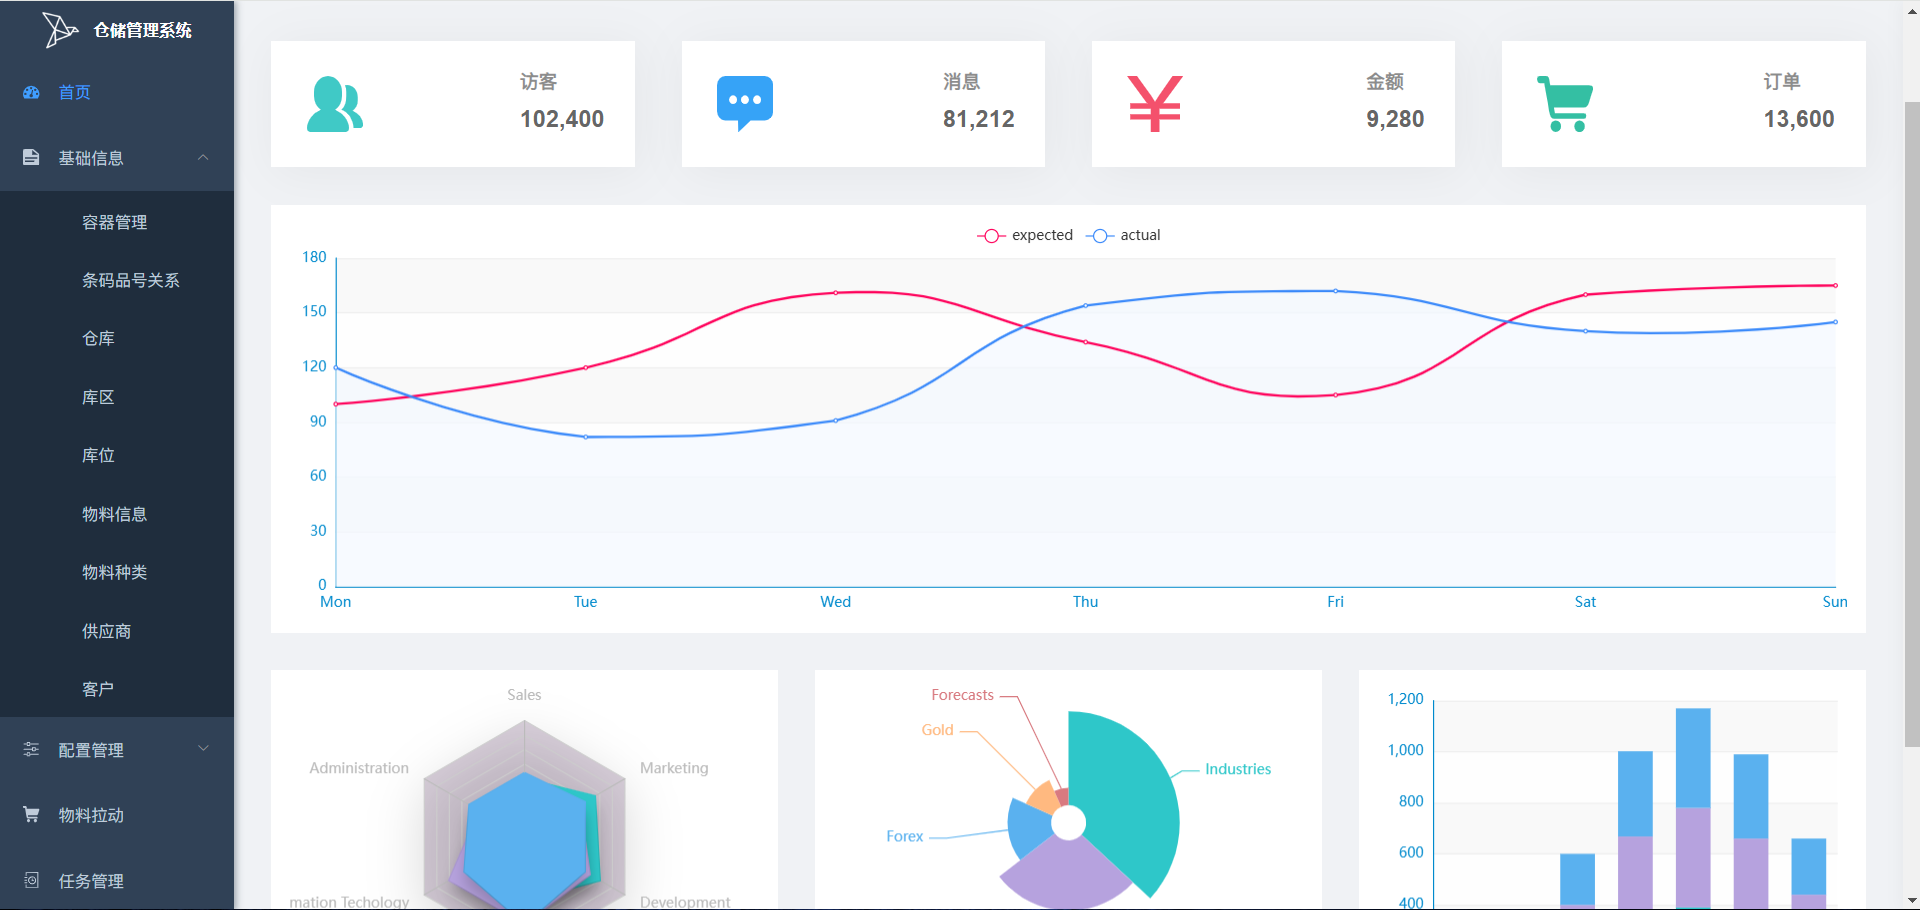 仓储管理系统
首页
基础信息
容器管理
条码品号关系
仓库
库区
库位
物料信息
物料种类
供应商
客户
配置管理
物料拉动
任务管理
访客
102,400
消息
81,212
金额
9,280
订单
13,600
expected
actual
180
150
120
90
60
30
0
Mon
Tue
Wed
Thu
Fri
Sat
Sun
Sales
Administration
Marketing
mation Techology
Development
Forecasts
Gold
Industries
Forex
1,200
1,000
800
600
400